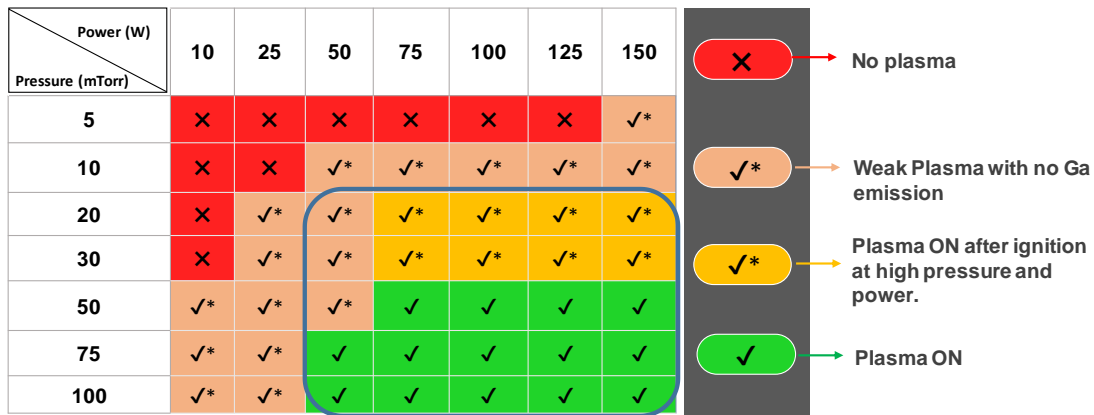 Power (W)
Pressure (mTorr)
10 25 50 75 100 125 150
5 × × × × × × ✓*
10 × × ✓* ✓* ✓* ✓* ✓*
20 × ✓* ✓* ✓* ✓* ✓* ✓*
30 × ✓* ✓* ✓* ✓* ✓* ✓*
50 ✓* ✓* ✓* ✓ ✓ ✓ ✓
75 ✓* ✓* ✓ ✓ ✓ ✓ ✓
100 ✓* ✓* ✓ ✓ ✓ ✓ ✓
× No plasma
✓* Weak Plasma with no Ga
emission
✓* Plasma ON after ignition
at high pressure and
power.
✓ Plasma ON